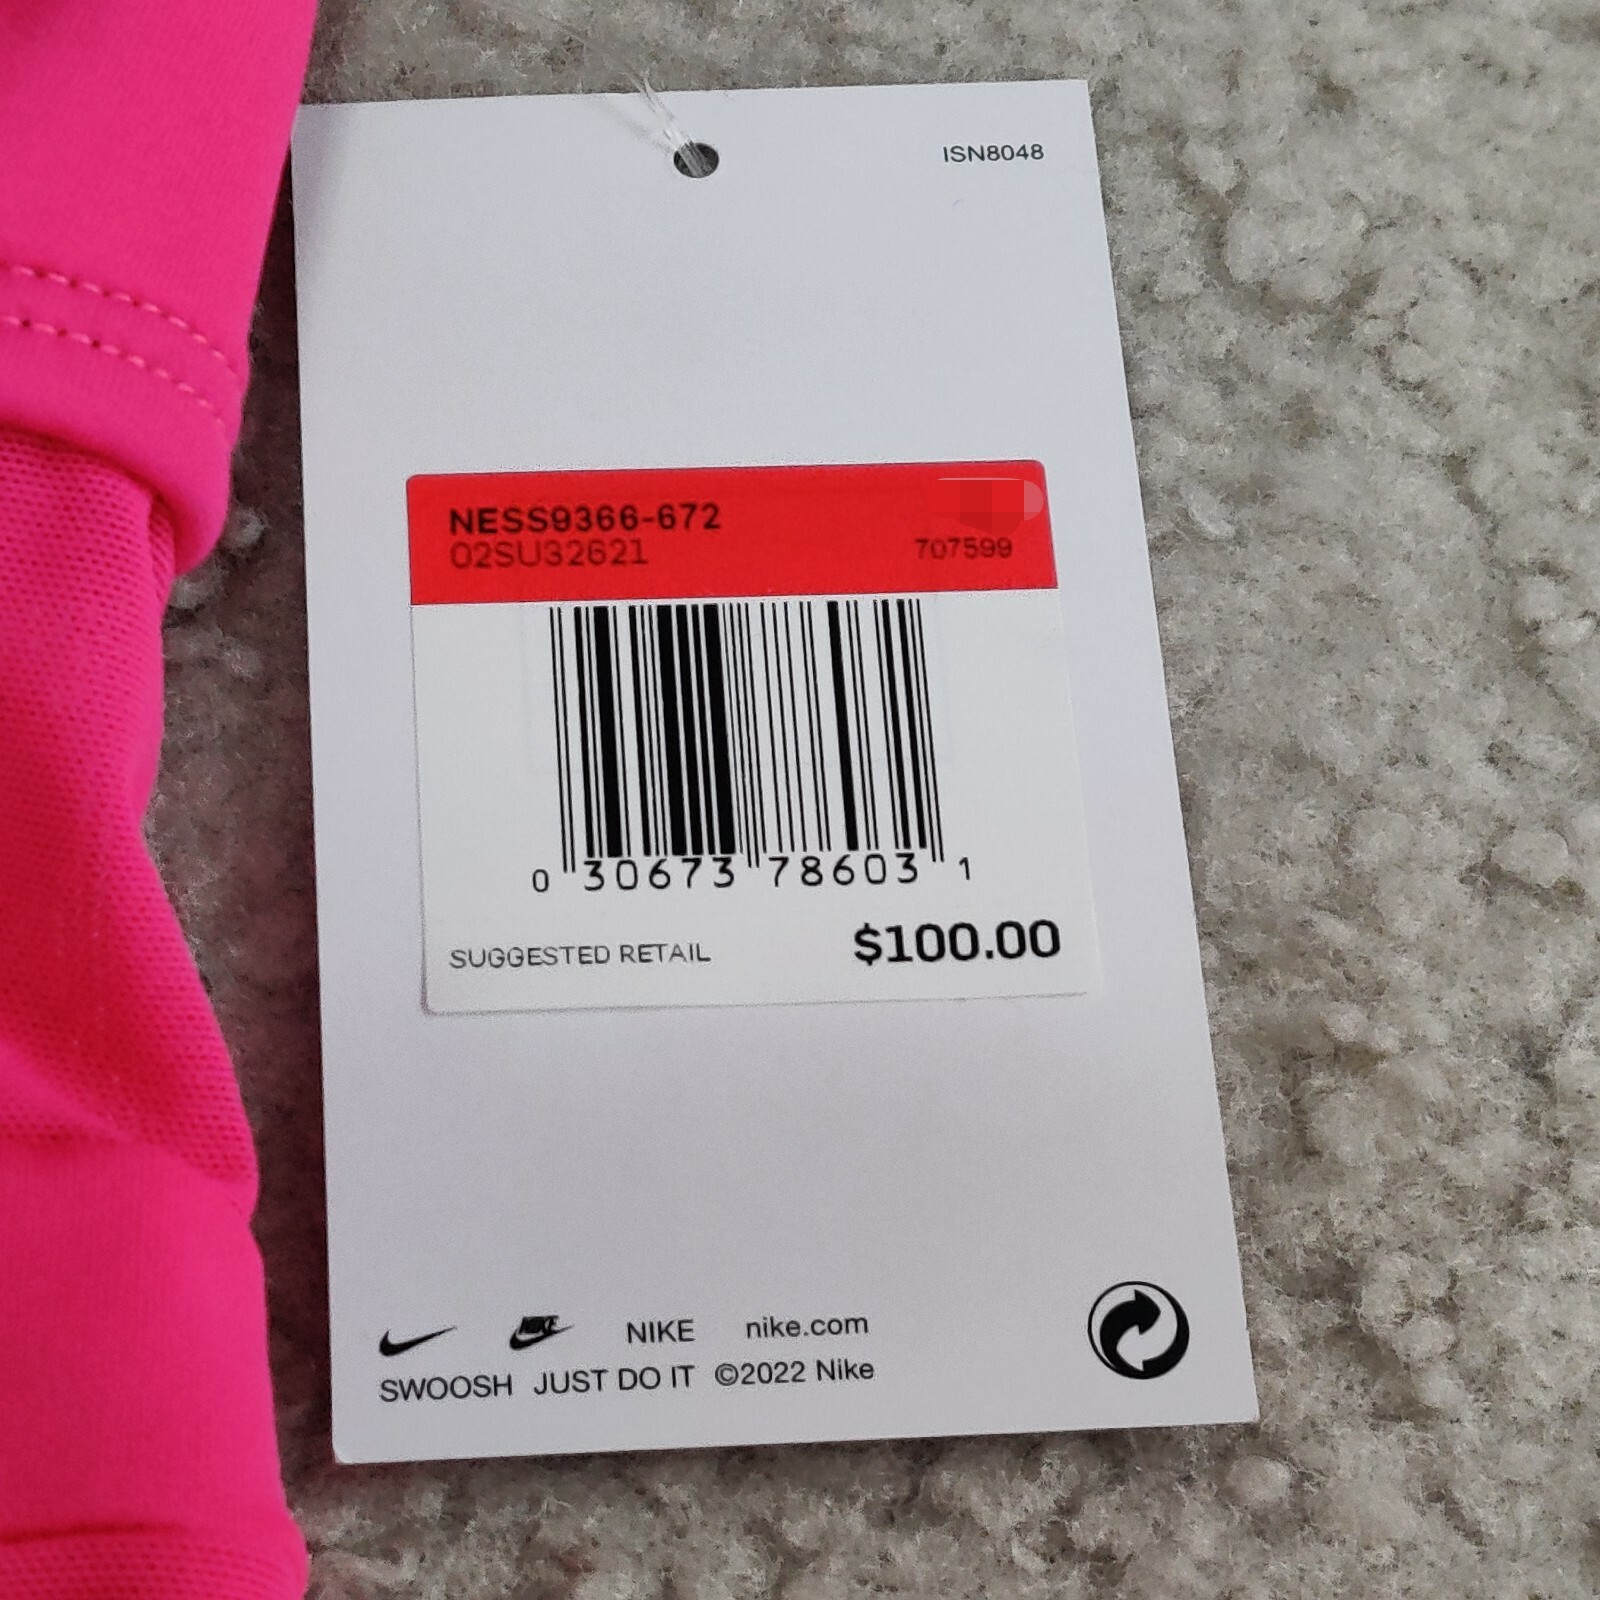 ISN8048
NESS9366-672
02SU32621 707599
0 30673 78603 1
SUGGESTED RETAIL $100.00
NIKE NIKE nike.com
SWOOSH JUST DO IT ©2022 Nike